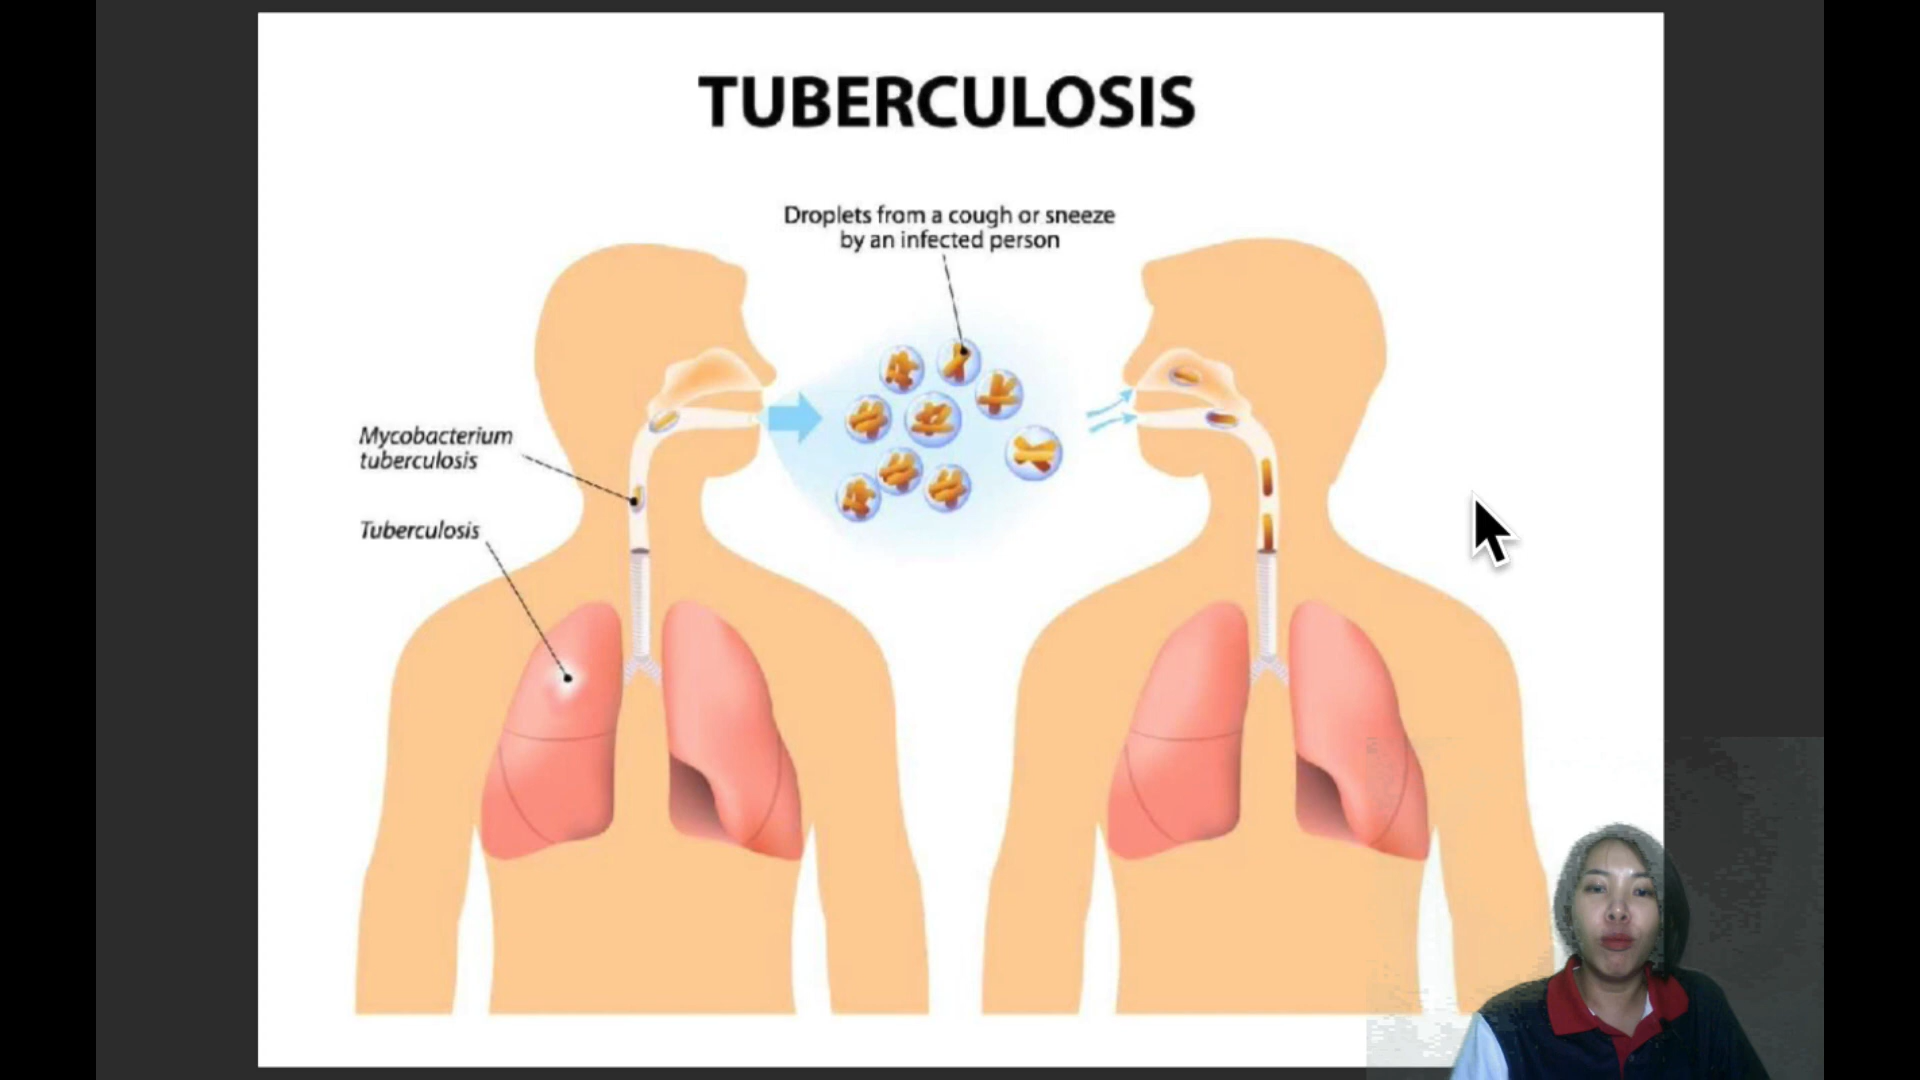 TUBERCULOSIS
Droplets from a cough or sneeze
by an infected person
Mycobacterium
tuberculosis
Tuberculosis